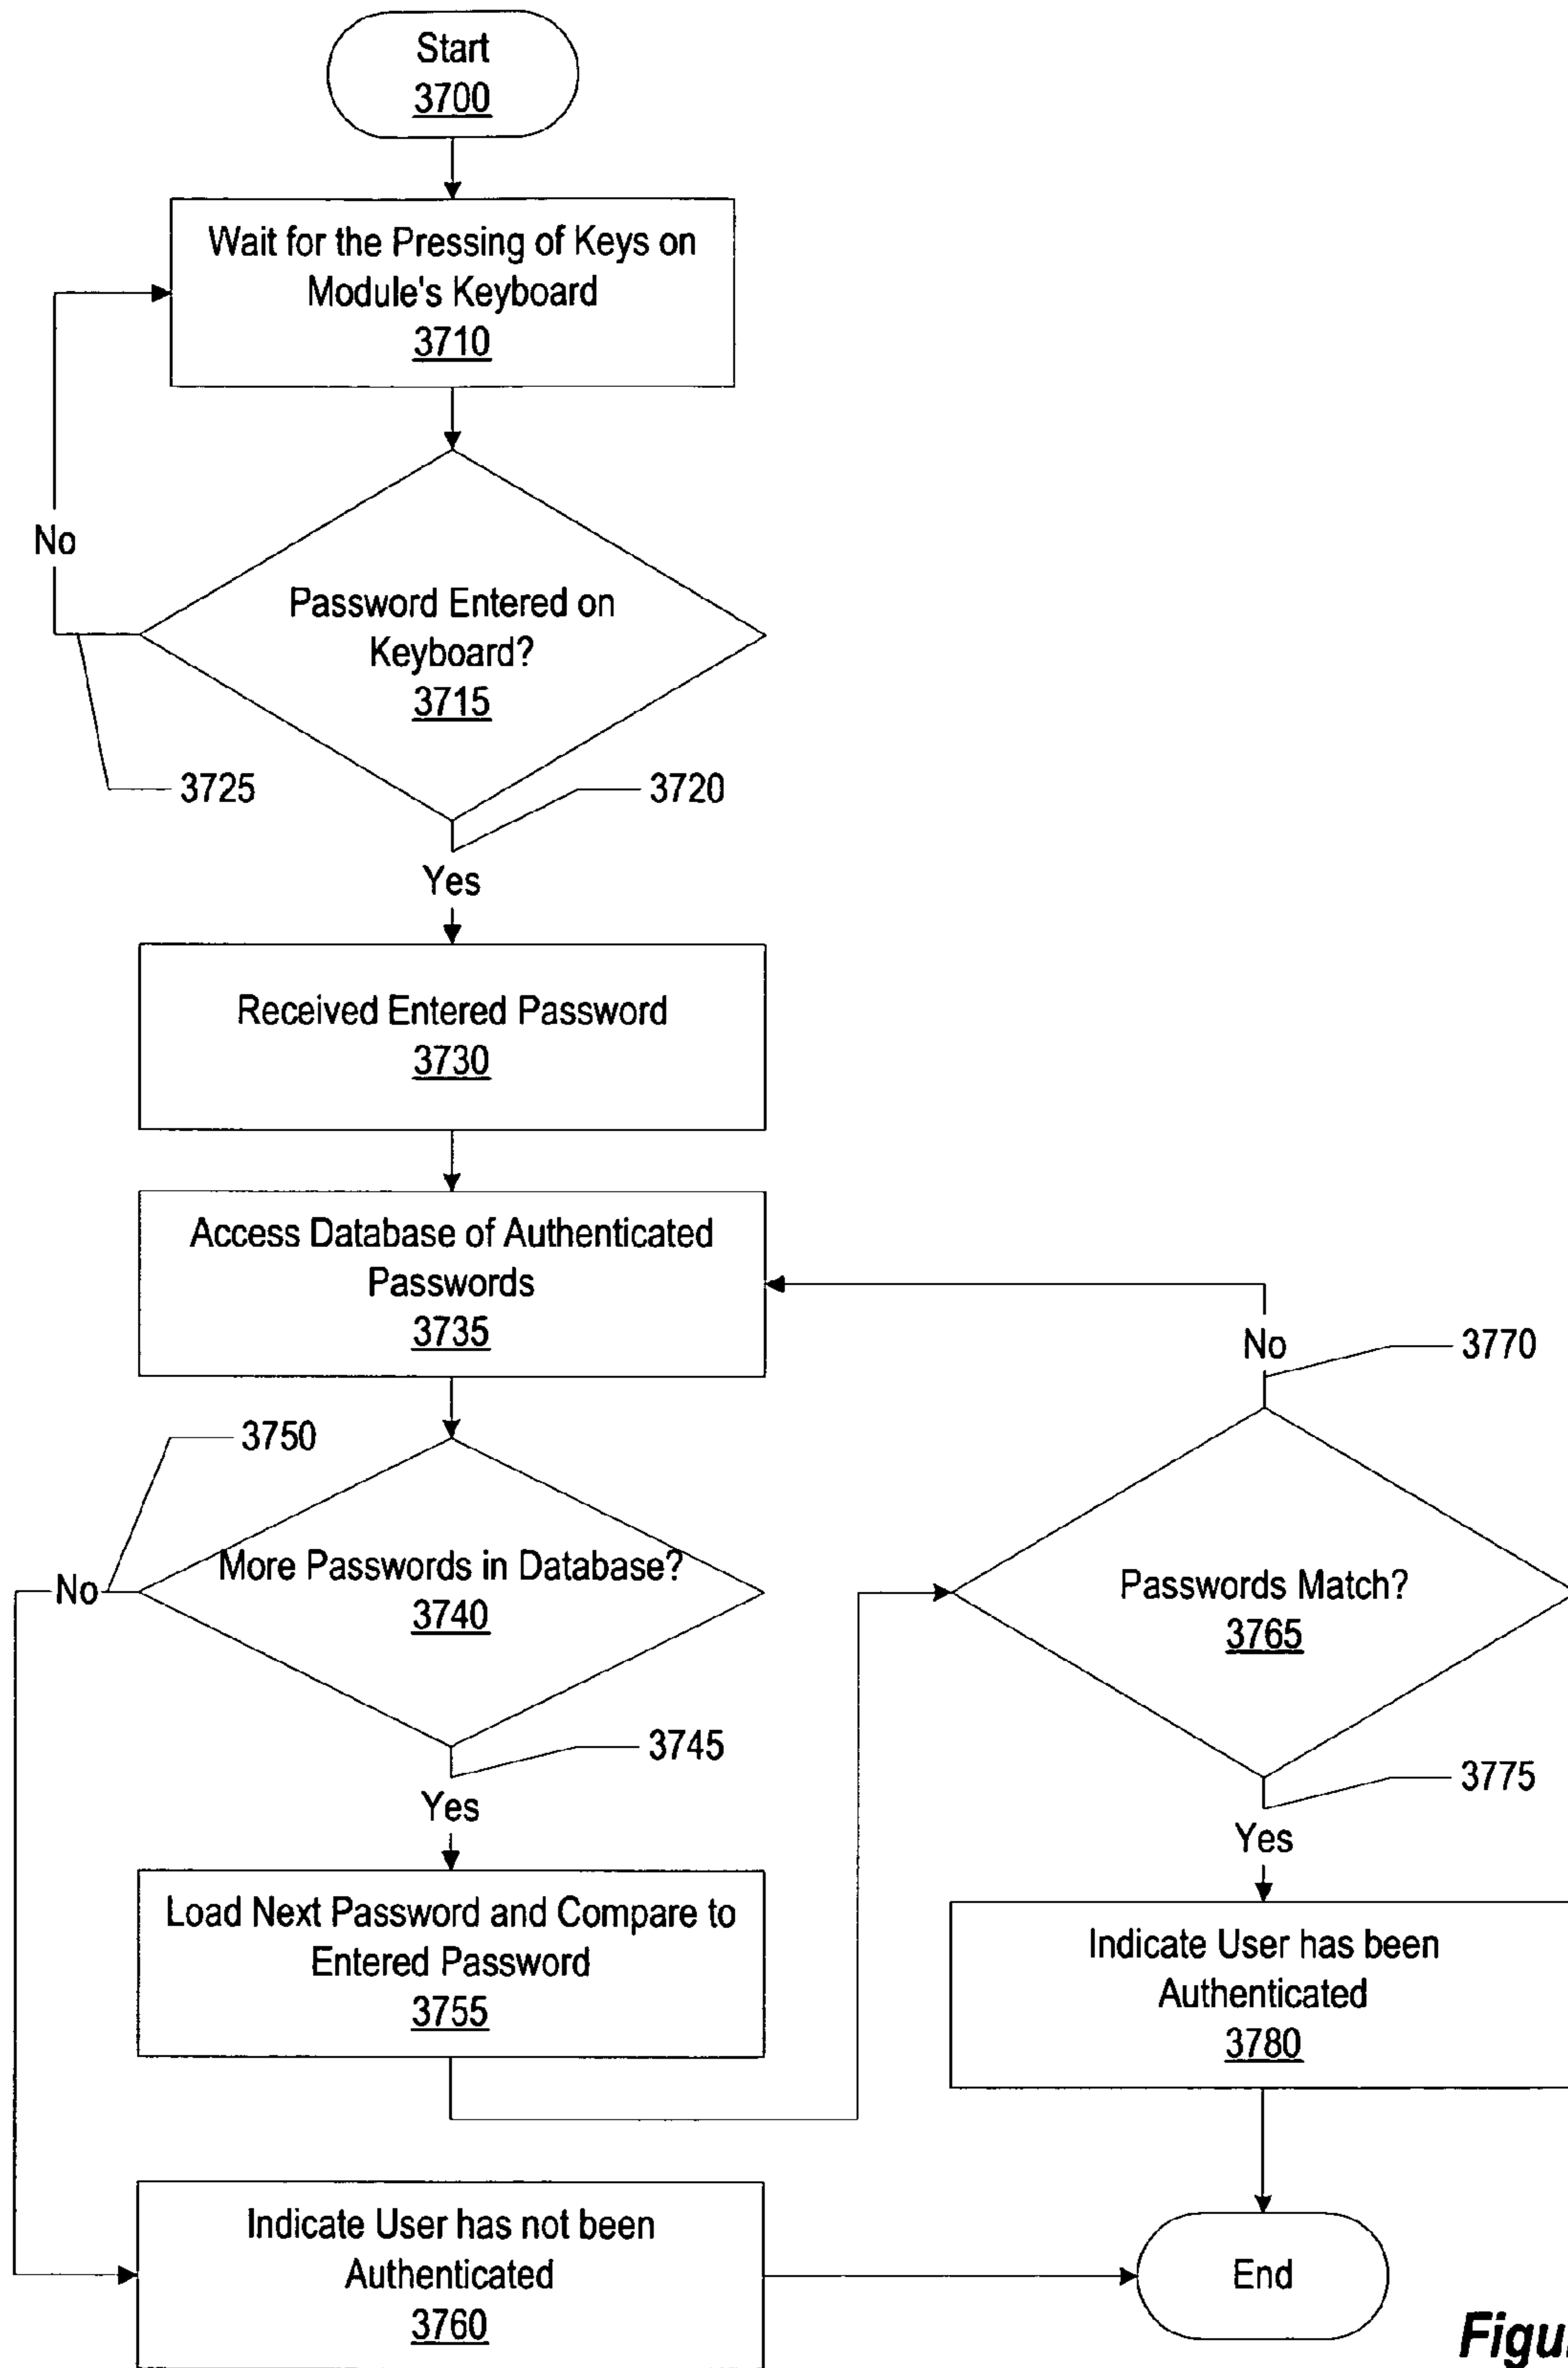 Start
3700
Wait for the Pressing of Keys on
Module's Keyboard
3710
No
Password Entered on
Keyboard?
3715
3725
3720
Yes
Received Entered Password
3730
Access Database of Authenticated
Passwords
3735
No
3770
3750
More Passwords in Database?
3740
No
Passwords Match?
3765
3745
3775
Yes
Yes
Load Next Password and Compare to
Entered Password
3755
Indicate User has been
Authenticated
3780
Indicate User has not been
Authenticated
3760
End